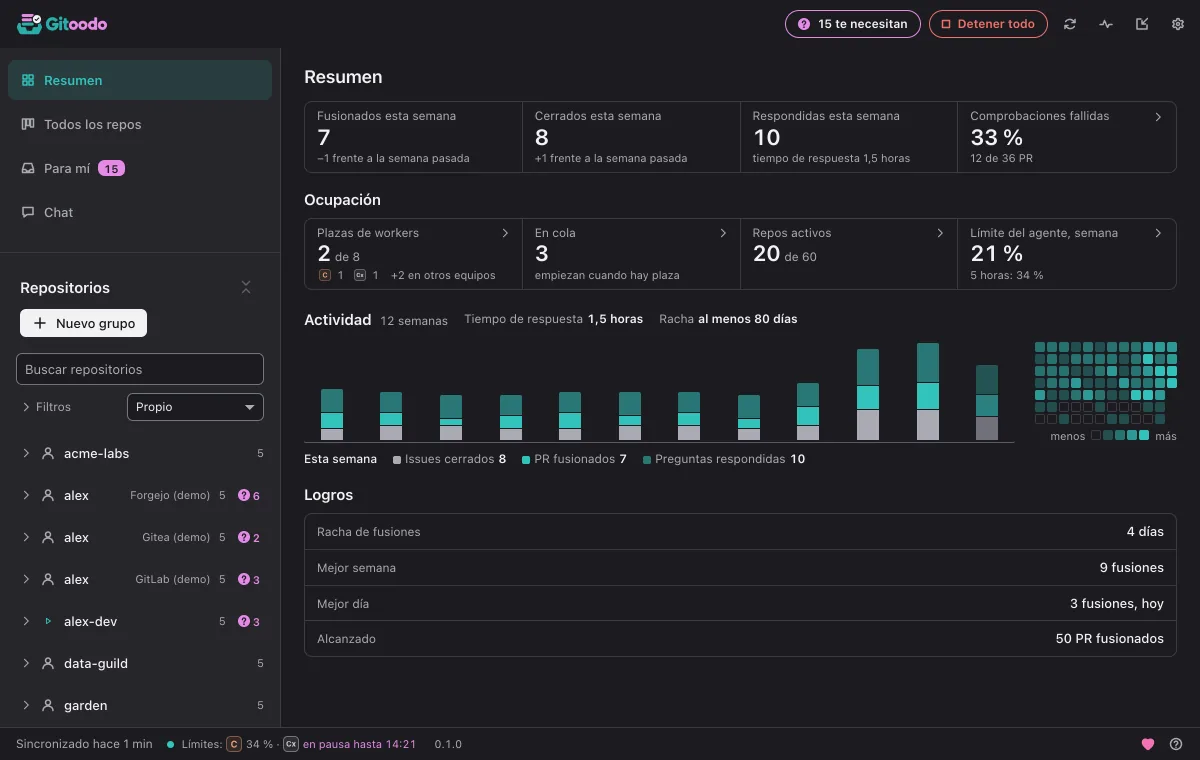 Gitoodo
15 te necesitan
Detener todo
Resumen
Todos los repos
Para mí 15
Chat
Repositorios
Nuevo grupo
Buscar repositorios
Filtros
Propio
acme-labs 5
alex Forgejo (demo) 5 ? 6
alex Gitea (demo) 5 ? 2
alex GitLab (demo) 5 ? 3
alex-dev 5 ? 3
data-guild 5
garden 5
Resumen
Fusionados esta semana
7
−1 frente a la semana pasada
Cerrados esta semana
8
+1 frente a la semana pasada
Respondidas esta semana
10
tiempo de respuesta 1,5 horas
Comprobaciones fallidas
33 %
12 de 36 PR
Ocupación
Plazas de workers
2 de 8
C 1 Cx 1 +2 en otros equipos
En cola
3
empiezan cuando hay plaza
Repos activos
20 de 60
Límite del agente, semana
21 %
5 horas: 34 %
Actividad 12 semanas Tiempo de respuesta 1,5 horas Racha al menos 80 días
menos más
Esta semana Issues cerrados 8 PR fusionados 7 Preguntas respondidas 10
Logros
Racha de fusiones 4 días
Mejor semana 9 fusiones
Mejor día 3 fusiones, hoy
Alcanzado 50 PR fusionados
Sincronizado hace 1 min Límites: C 34 % · Cx en pausa hasta 14:21 0.1.0